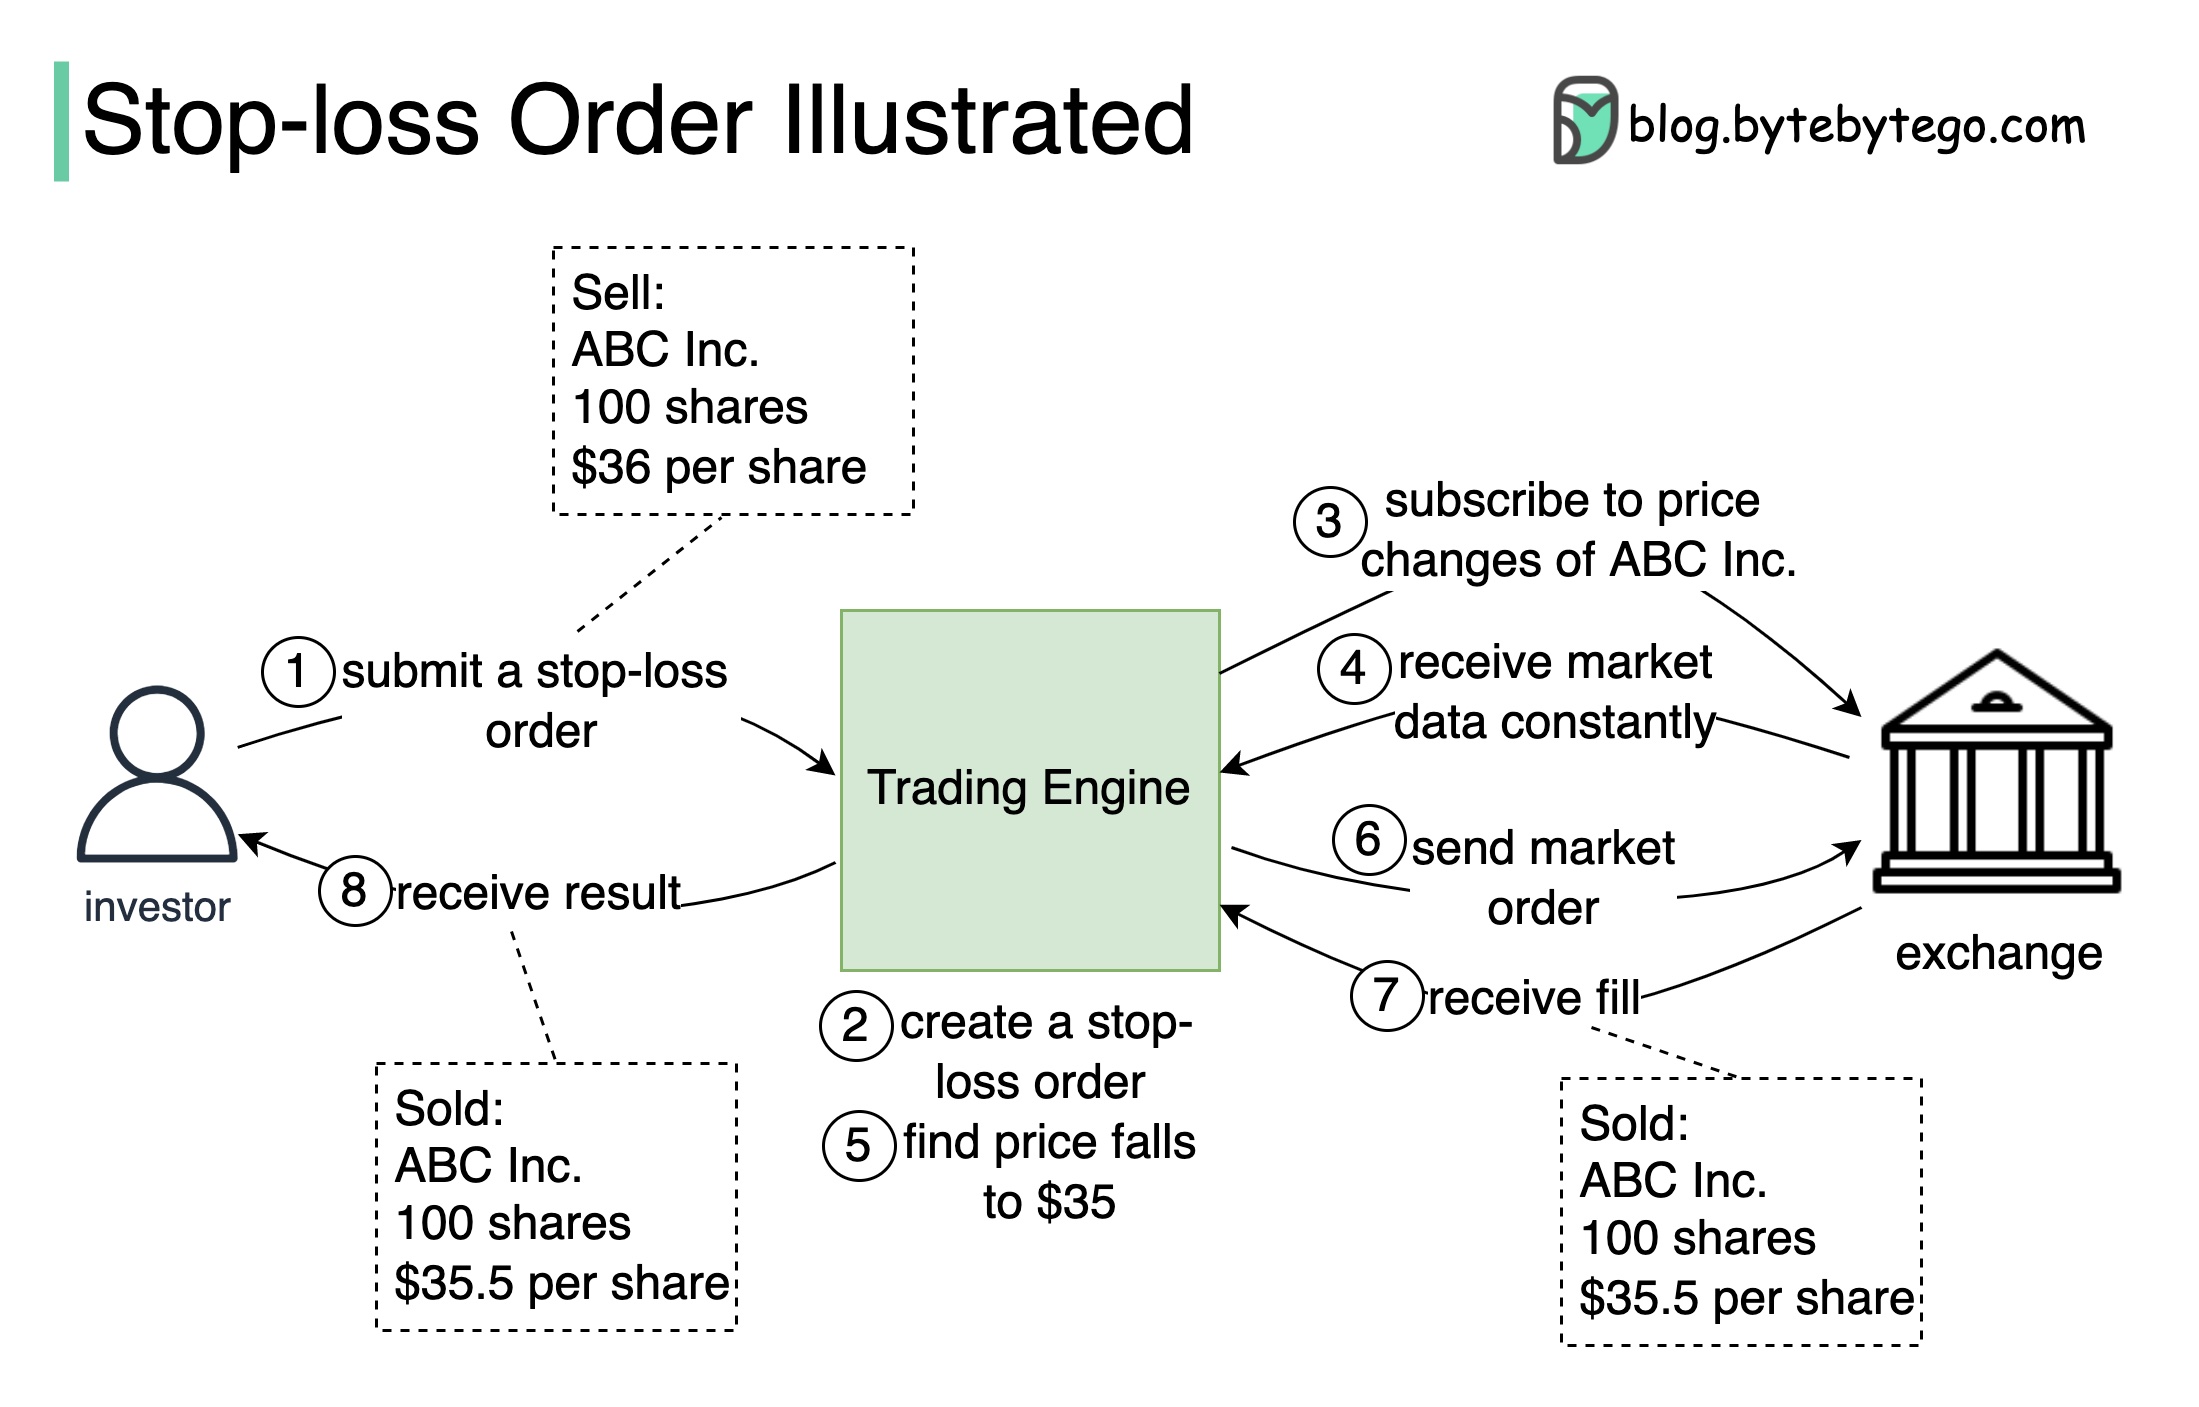 Stop-loss Order Illustrated
blog.bytebytego.com
Sell:
ABC Inc.
100 shares
$36 per share
1
submit a stop-loss
order
investor
8
receive result
Sold:
ABC Inc.
100 shares
$35.5 per share
Trading Engine
2
create a stop-
loss order
5
find price falls
to $35
3
subscribe to price
changes of ABC Inc.
4
receive market
data constantly
6
send market
order
7
receive fill
exchange
Sold:
ABC Inc.
100 shares
$35.5 per share